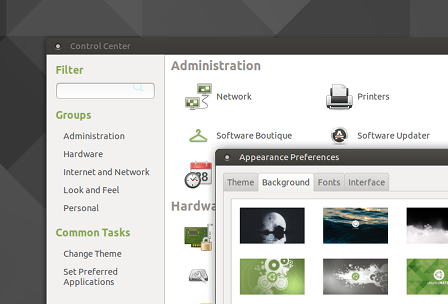 Control Center
Filter
Administration
Network
Printers
Groups
Software Boutique
Software Updater
Administration
Hardware
Internet and Network
Look and Feel
Personal
38
Appearance Preferences
Theme
Background
Fonts
Interface
Hardwa
Common Tasks
Change Theme
Set Preferred
Applications